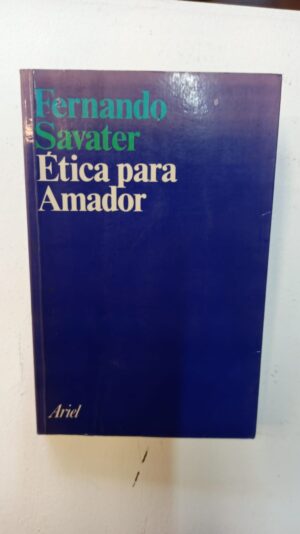 Fernando
Savater
Ética para
Amador
Ariel